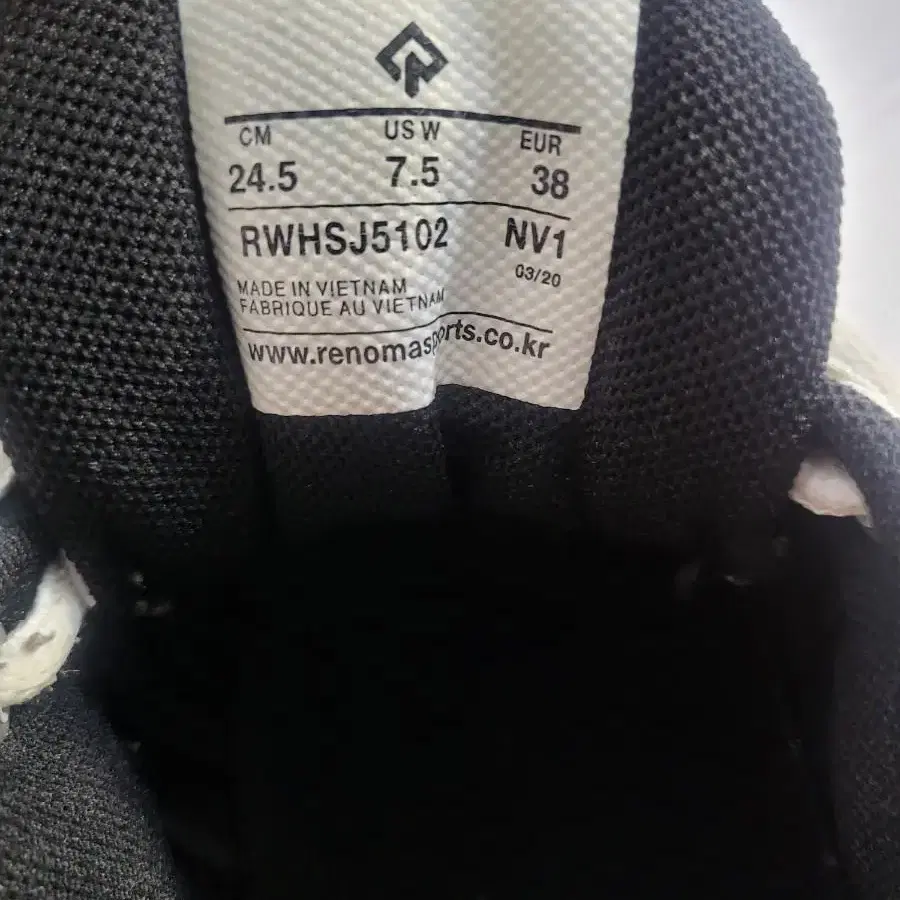 CM US W EUR
24.5 7.5 38
RWHSJ5102 NV1
03/20
MADE IN VIETNAM
FABRIQUE AU VIETNAM
www.renomasports.co.kr